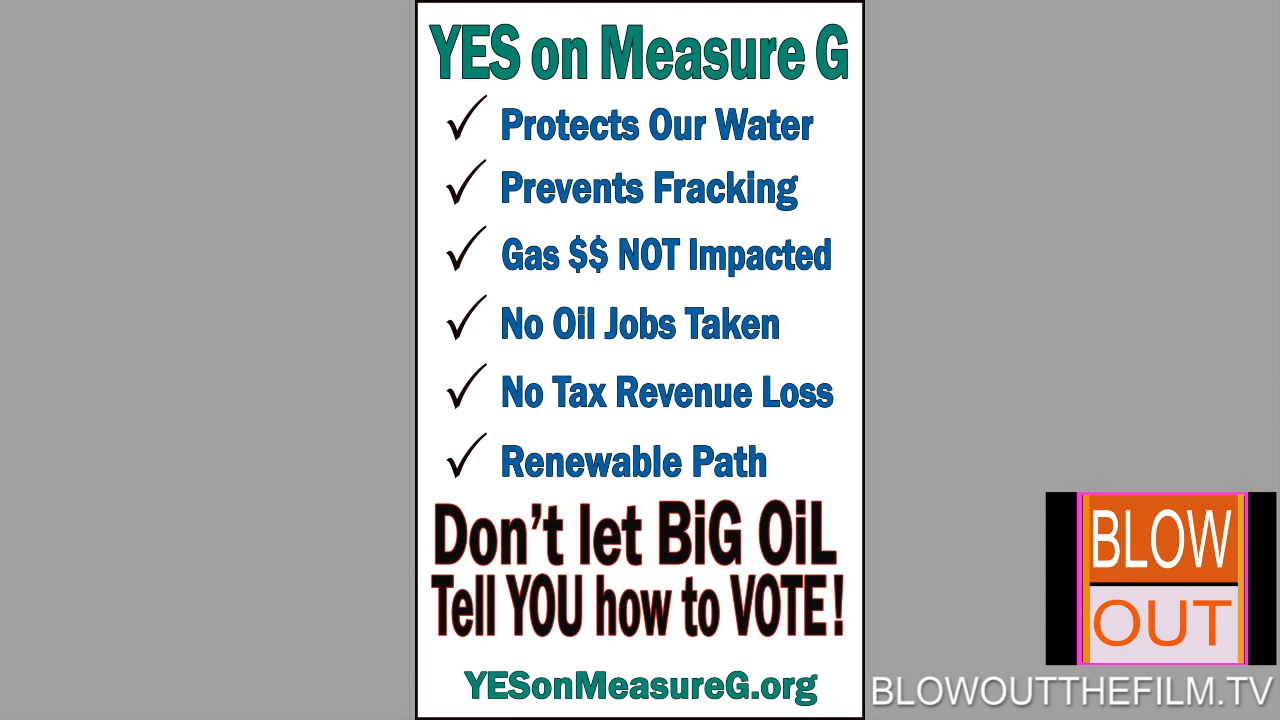 YES on Measure G
✓ Protects Our Water
✓ Prevents Fracking
✓ Gas $$ NOT Impacted
✓ No Oil Jobs Taken
✓ No Tax Revenue Loss
✓ Renewable Path
Don't let BiG OiL
Tell YOU how to VOTE!
YESonMeasureG.org
BLOW
OUT
BLOWOUTTHEFILM.TV